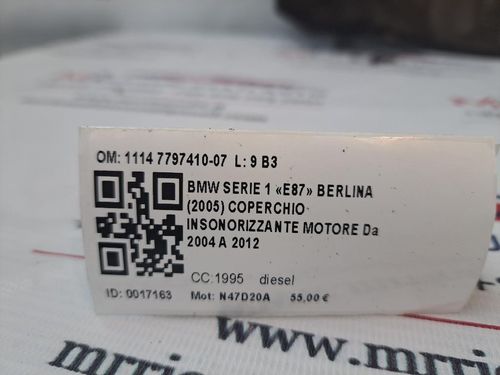 OM: 1114 7797410-07 L: 9 B3
BMW SERIE 1 «E87» BERLINA
(2005) COPERCHIO
INSONORIZZANTE MOTORE Da
2004 A 2012
CC:1995 diesel
ID: 0017163 Mot: N47D20A 55,00 €
www.mrri